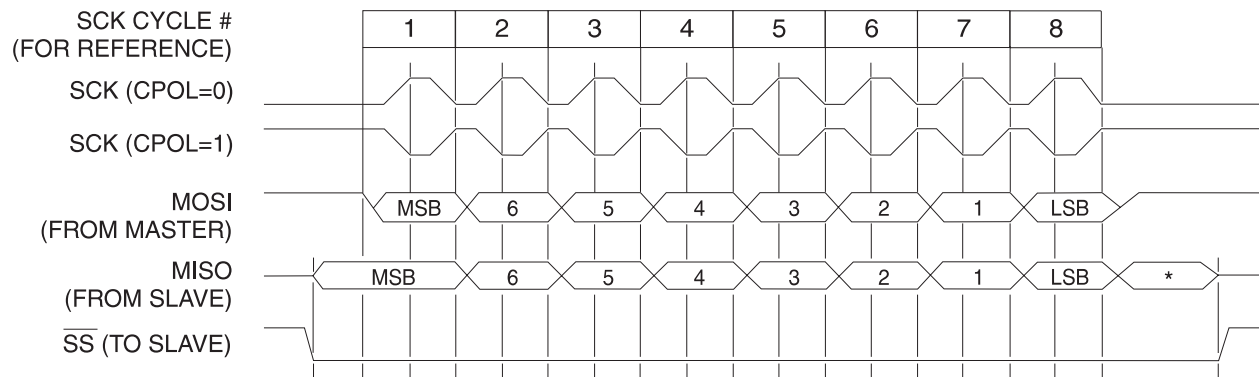 SCK CYCLE #
(FOR REFERENCE)
1 2 3 4 5 6 7 8
SCK (CPOL=0)
SCK (CPOL=1)
MOSI
(FROM MASTER)
MSB 6 5 4 3 2 1 LSB
MISO
(FROM SLAVE)
MSB 6 5 4 3 2 1 LSB *
SS (TO SLAVE)